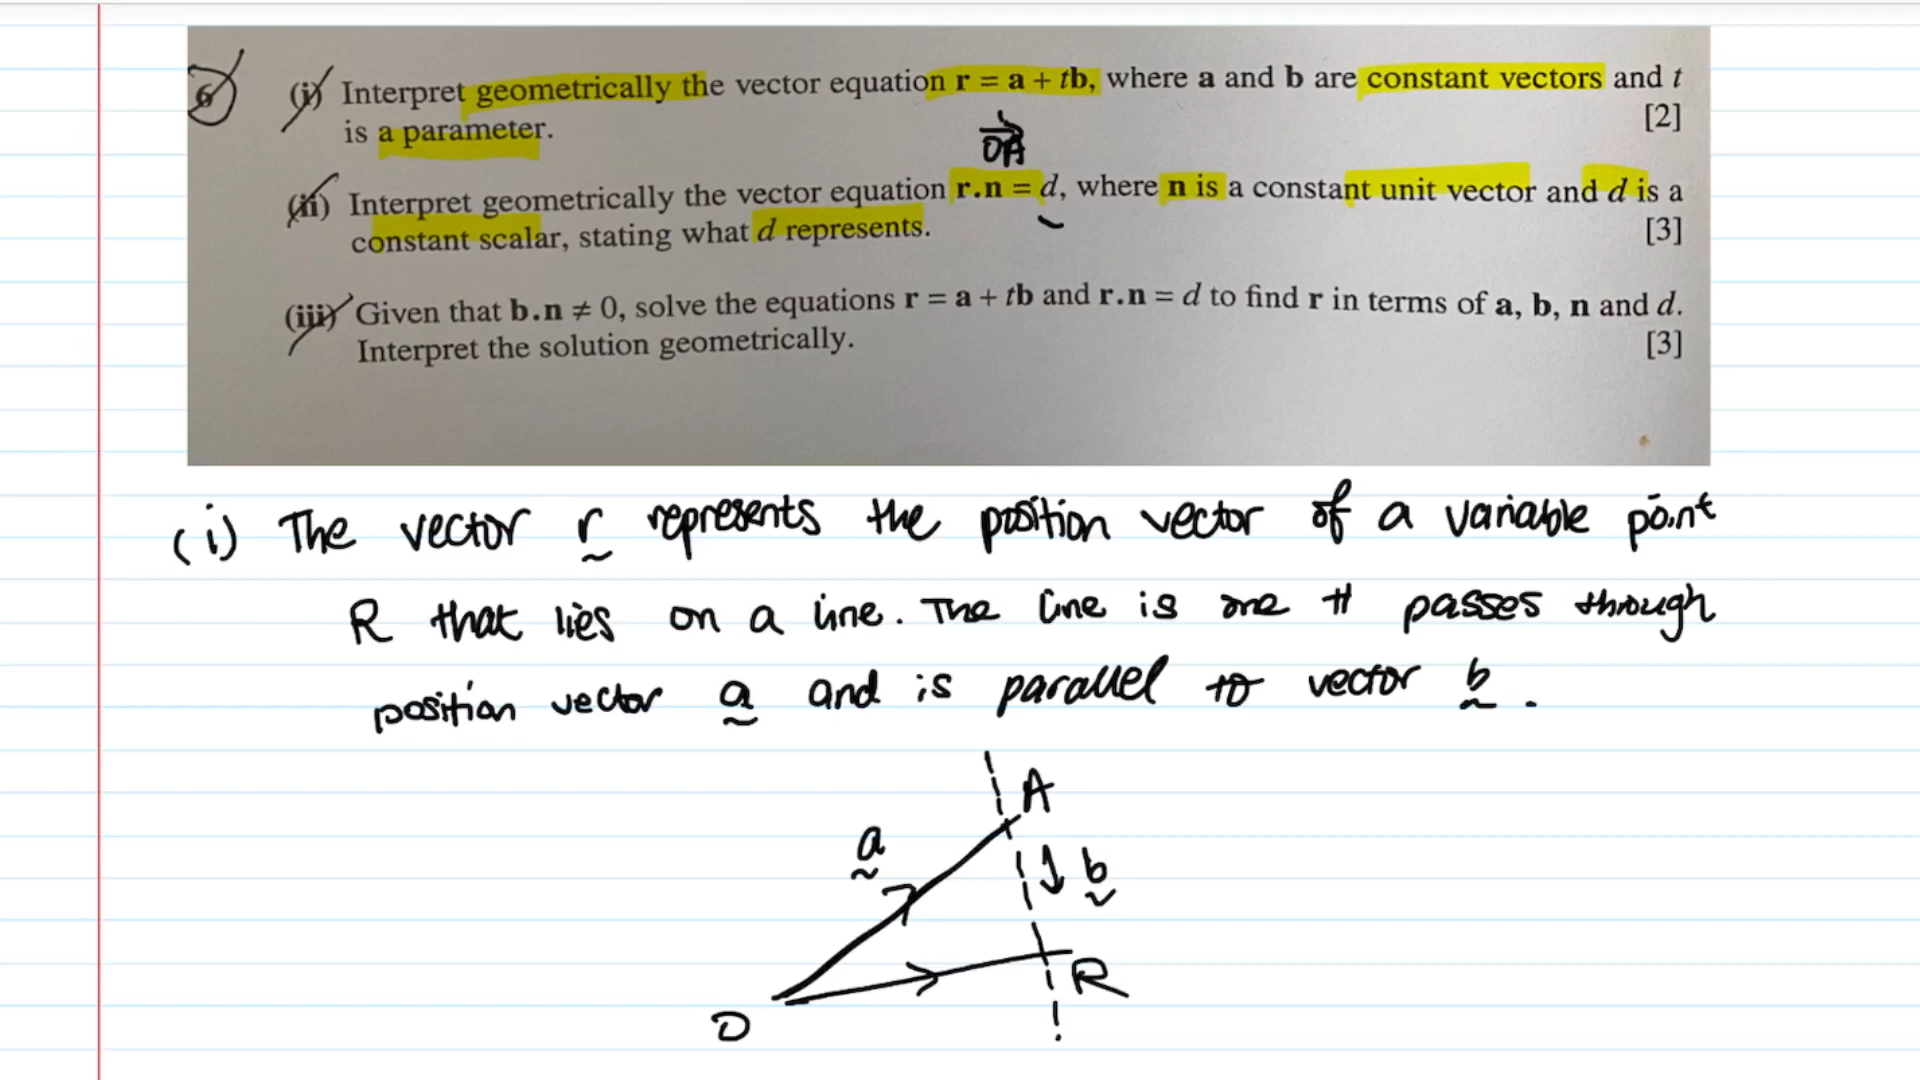 6 (i) Interpret geometrically the vector equation r = a + tb, where a and b are constant vectors and t
is a parameter. [2]
OA
(ii) Interpret geometrically the vector equation r.n = d, where n is a constant unit vector and d is a
constant scalar, stating what d represents. [3]
(iii) Given that b.n ≠ 0, solve the equations r = a + tb and r.n = d to find r in terms of a, b, n and d.
Interpret the solution geometrically. [3]
(i) The vector r represents the position vector of a variable point
R that lies on a line. The line is one passes through
position vector a and is parallel to vector b.
A
a
b
R
O